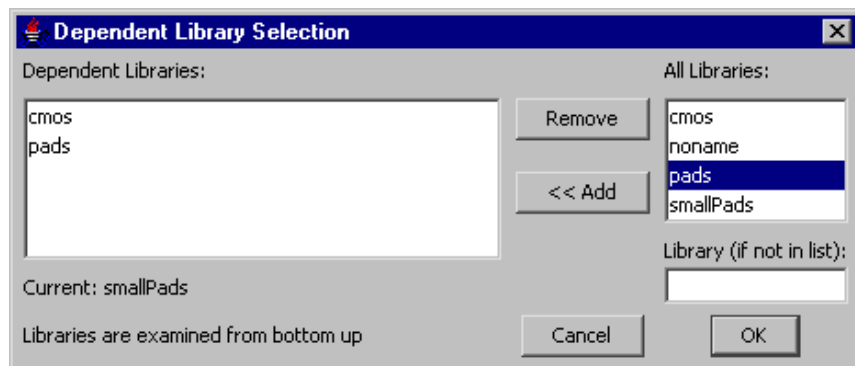 Dependent Library Selection
Dependent Libraries:
All Libraries:
cmos
pads
Remove
<< Add
cmos
noname
pads
smallPads
Library (if not in list):
Current: smallPads
Libraries are examined from bottom up
Cancel
OK